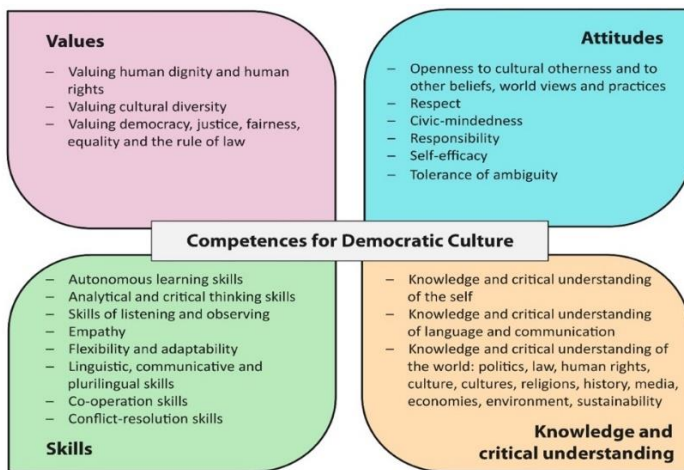 Values
– Valuing human dignity and human
rights
– Valuing cultural diversity
– Valuing democracy, justice, fairness,
equality and the rule of law
Attitudes
– Openness to cultural otherness and to
other beliefs, world views and practices
– Respect
– Civic-mindedness
– Responsibility
– Self-efficacy
– Tolerance of ambiguity
Competences for Democratic Culture
– Autonomous learning skills
– Analytical and critical thinking skills
– Skills of listening and observing
– Empathy
– Flexibility and adaptability
– Linguistic, communicative and
plurilingual skills
– Co-operation skills
– Conflict-resolution skills
Skills
– Knowledge and critical understanding
of the self
– Knowledge and critical understanding
of language and communication
– Knowledge and critical understanding of
the world: politics, law, human rights,
culture, cultures, religions, history, media,
economies, environment, sustainability
Knowledge and
critical understanding